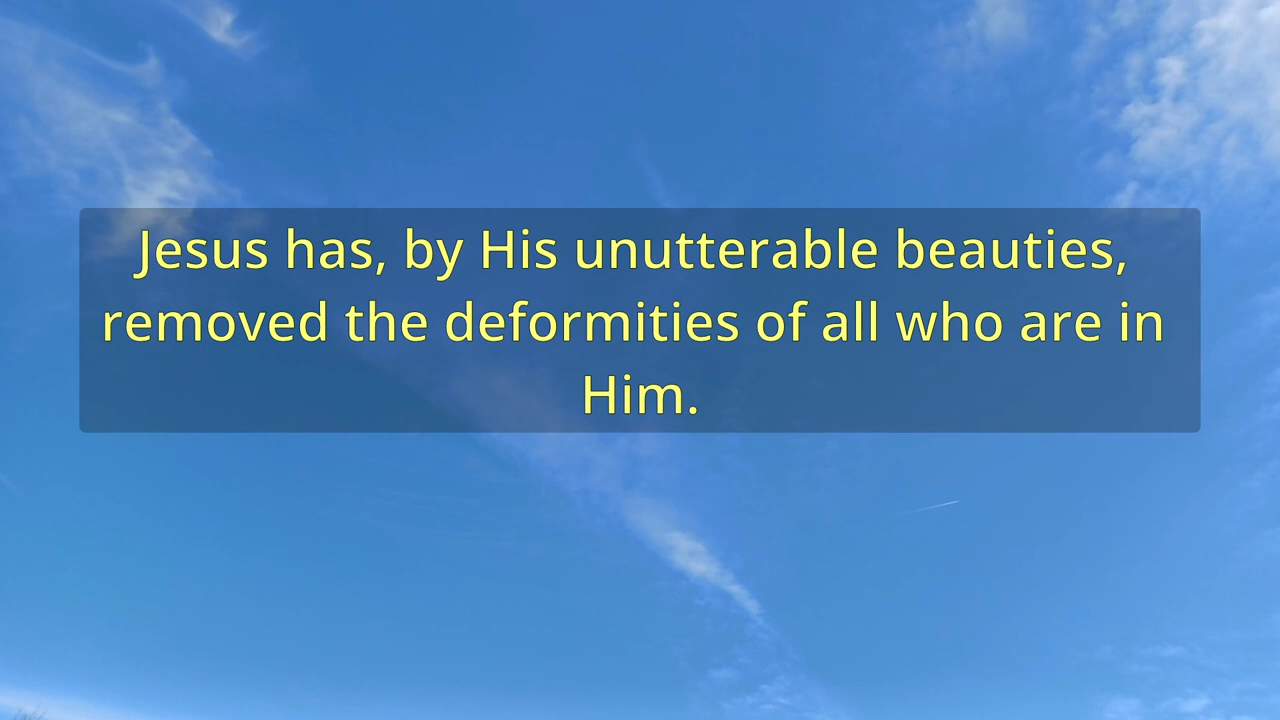 Jesus has, by His unutterable beauties,
removed the deformities of all who are in
Him.